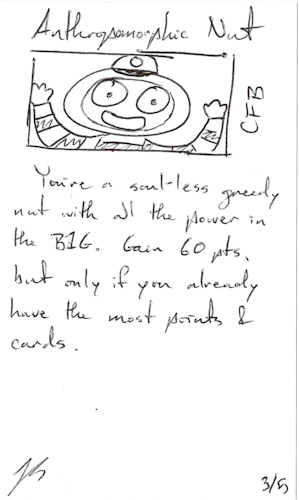 Anthropomorphic Nut
CFB
You're a soul-less greedy
nut with all the power in
the B1G. Gain 60 pts,
but only if you already
have the most points &
cards.
3/5